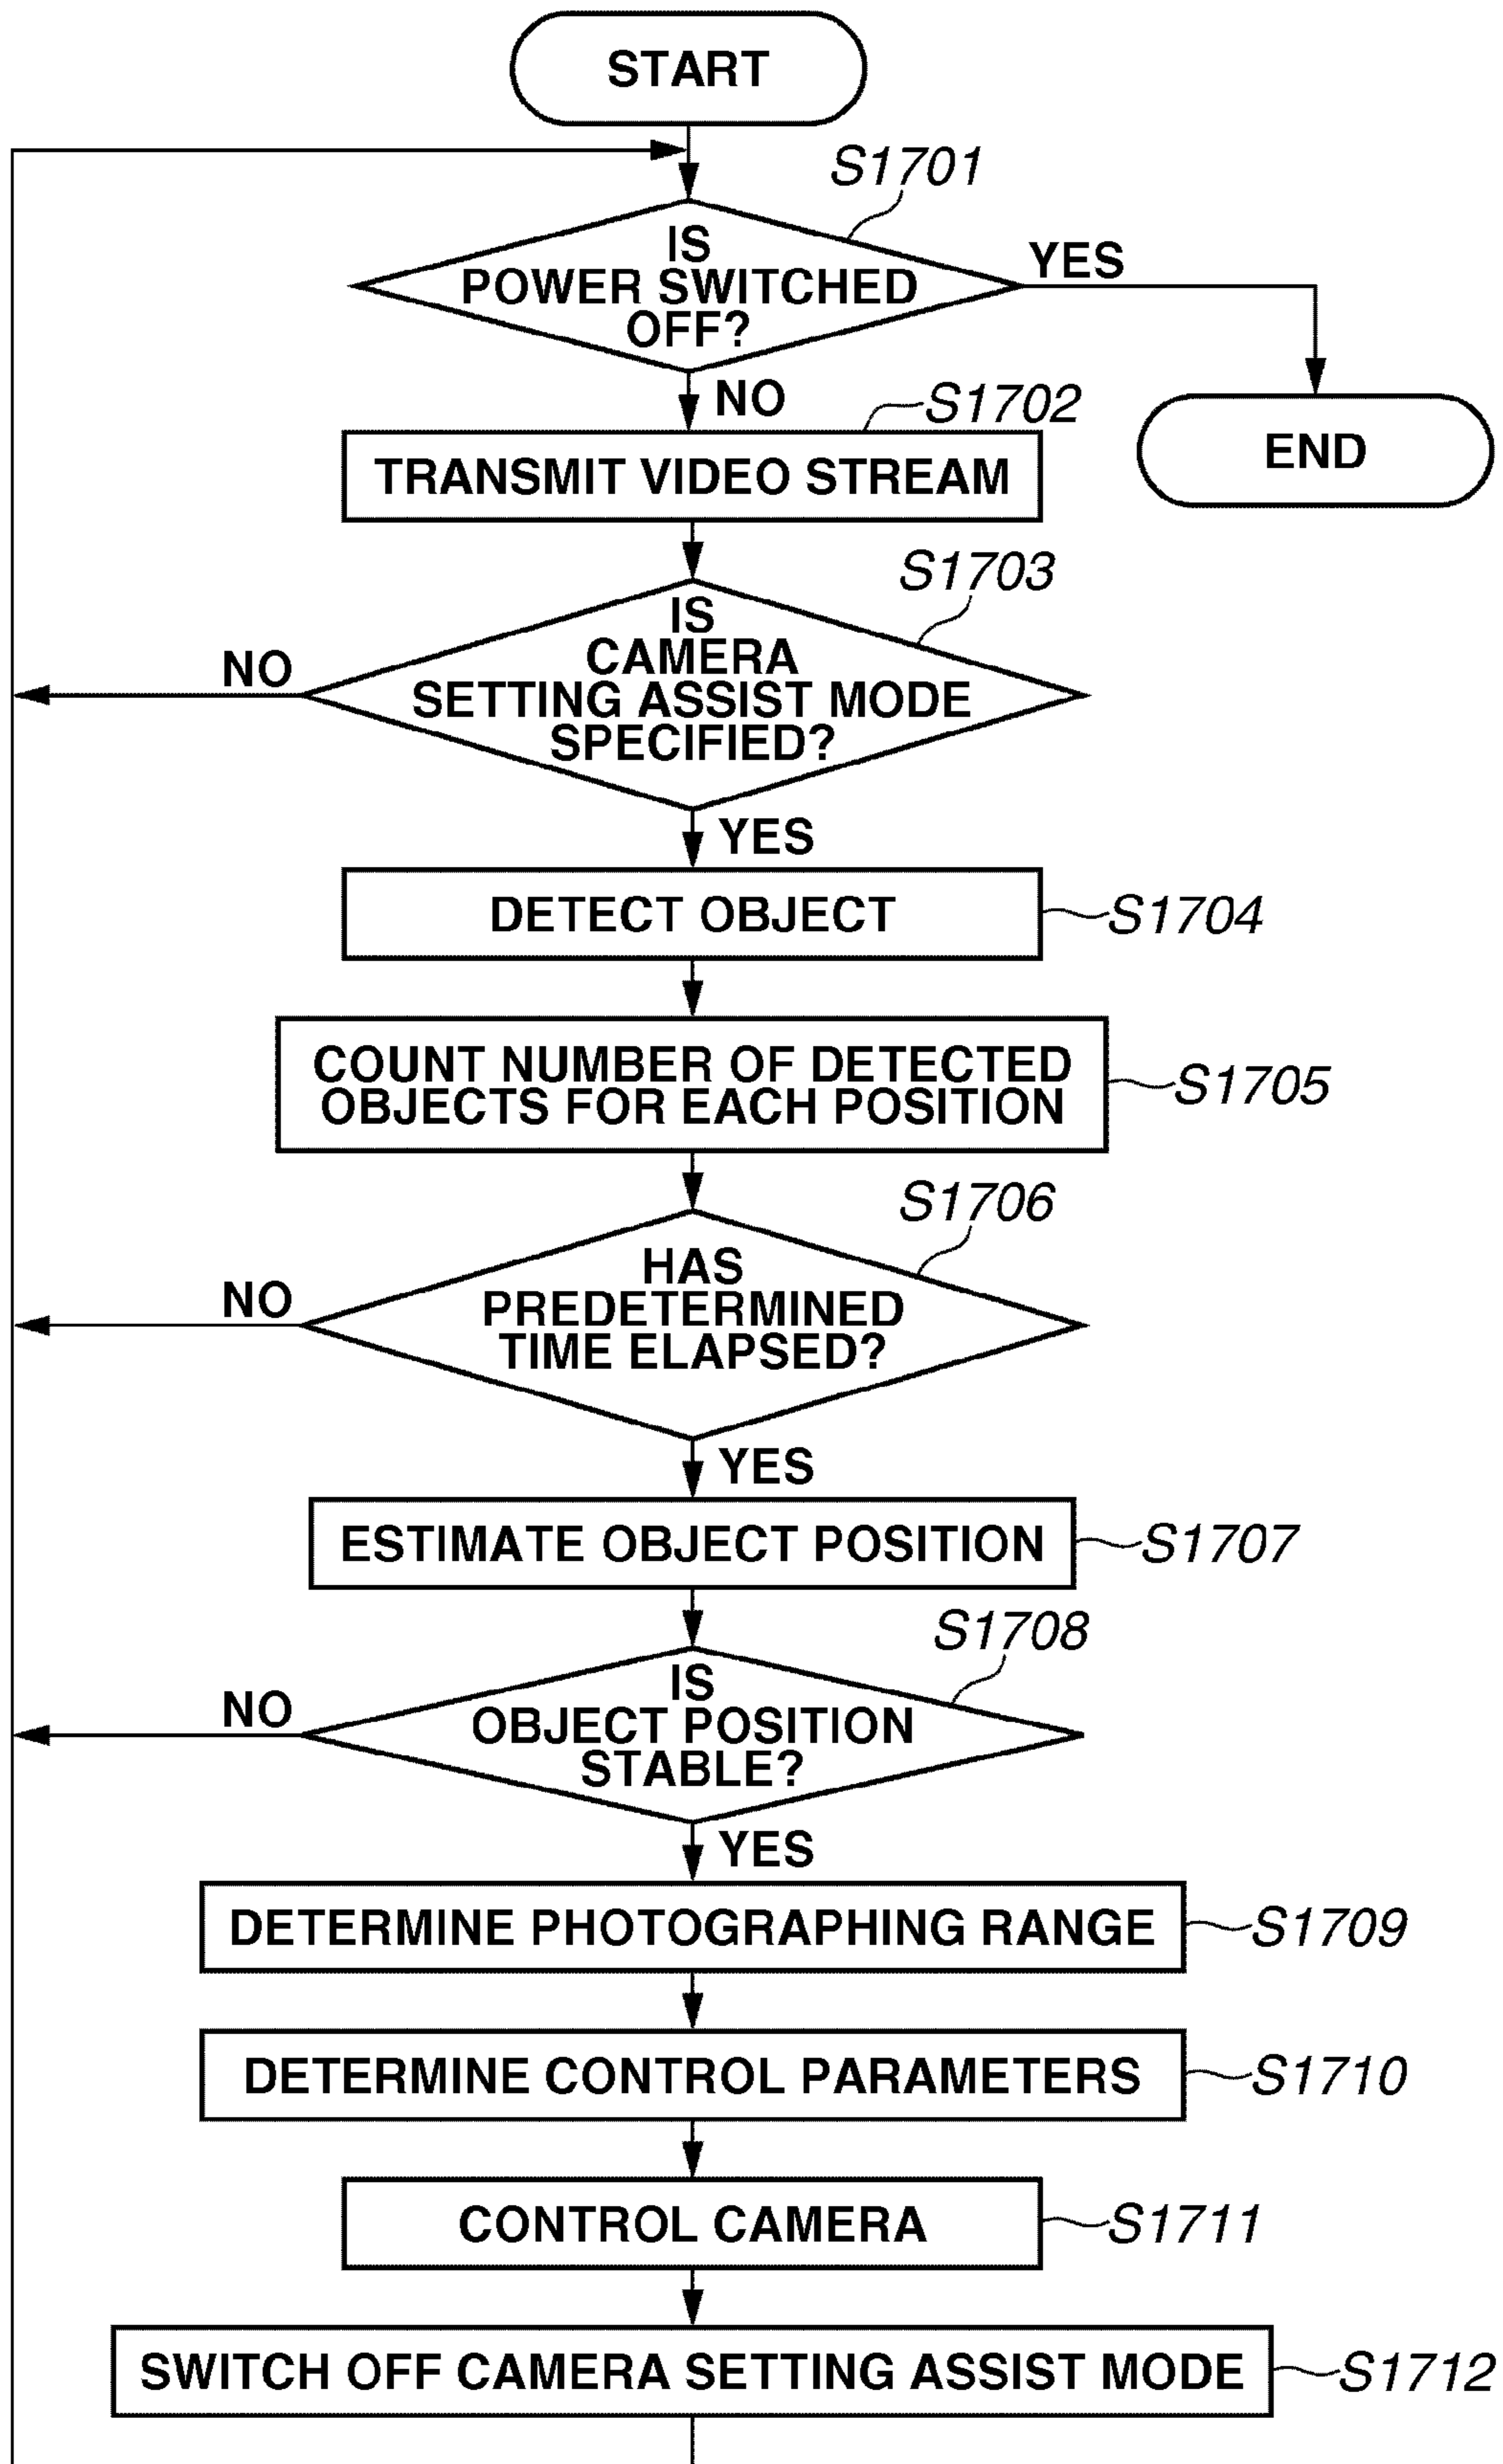 START
S1701
IS
POWER SWITCHED
OFF?
YES
NO
S1702
TRANSMIT VIDEO STREAM
END
S1703
IS
CAMERA
SETTING ASSIST MODE
SPECIFIED?
NO
YES
DETECT OBJECT
S1704
COUNT NUMBER OF DETECTED
OBJECTS FOR EACH POSITION
S1705
S1706
HAS
PREDETERMINED
TIME ELAPSED?
NO
YES
ESTIMATE OBJECT POSITION
S1707
S1708
IS
OBJECT POSITION
STABLE?
NO
YES
DETERMINE PHOTOGRAPHING RANGE
S1709
DETERMINE CONTROL PARAMETERS
S1710
CONTROL CAMERA
S1711
SWITCH OFF CAMERA SETTING ASSIST MODE
S1712